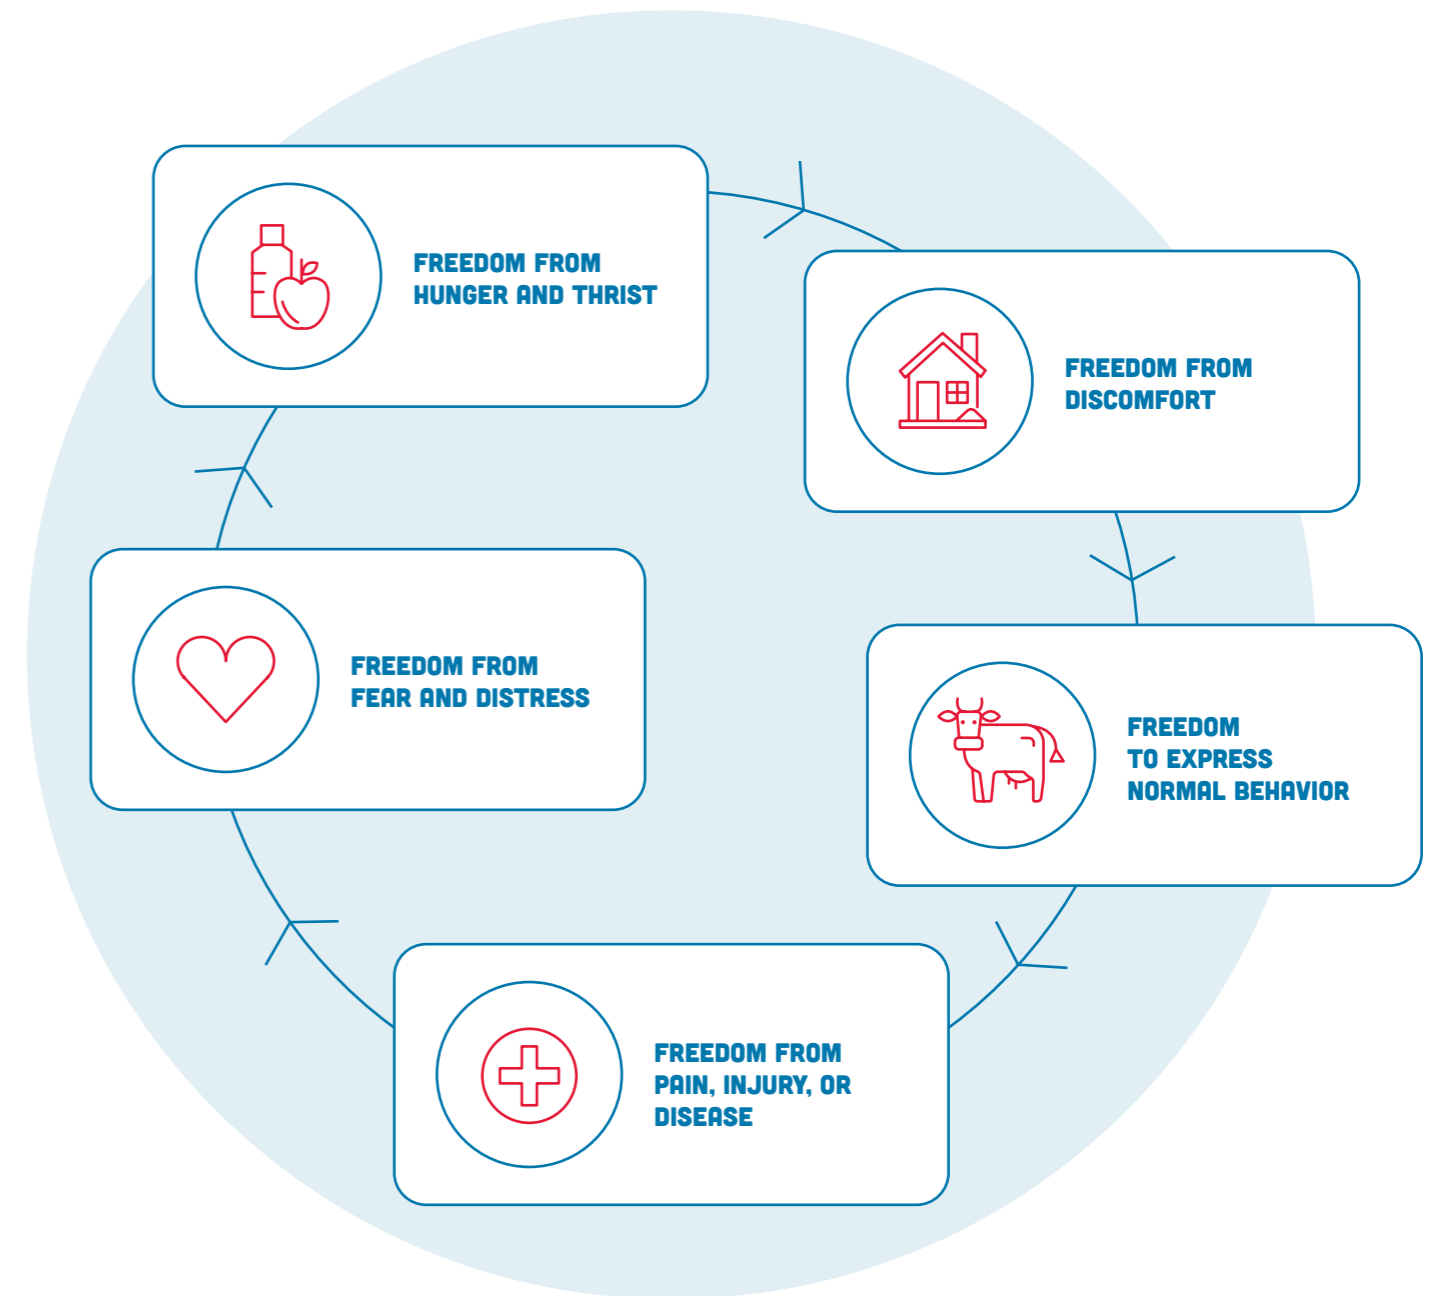 FREEDOM FROM
HUNGER AND THRIST
FREEDOM FROM
DISCOMFORT
FREEDOM
TO EXPRESS
NORMAL BEHAVIOR
FREEDOM FROM
PAIN, INJURY, OR
DISEASE
FREEDOM FROM
FEAR AND DISTRESS